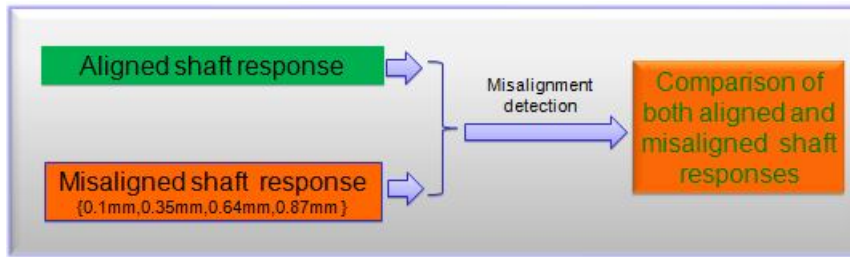 Aligned shaft response
Misaligned shaft response
{0.1mm,0.35mm,0.64mm,0.87mm }
Misalignment
detection
Comparison of
both aligned and
misaligned shaft
responses